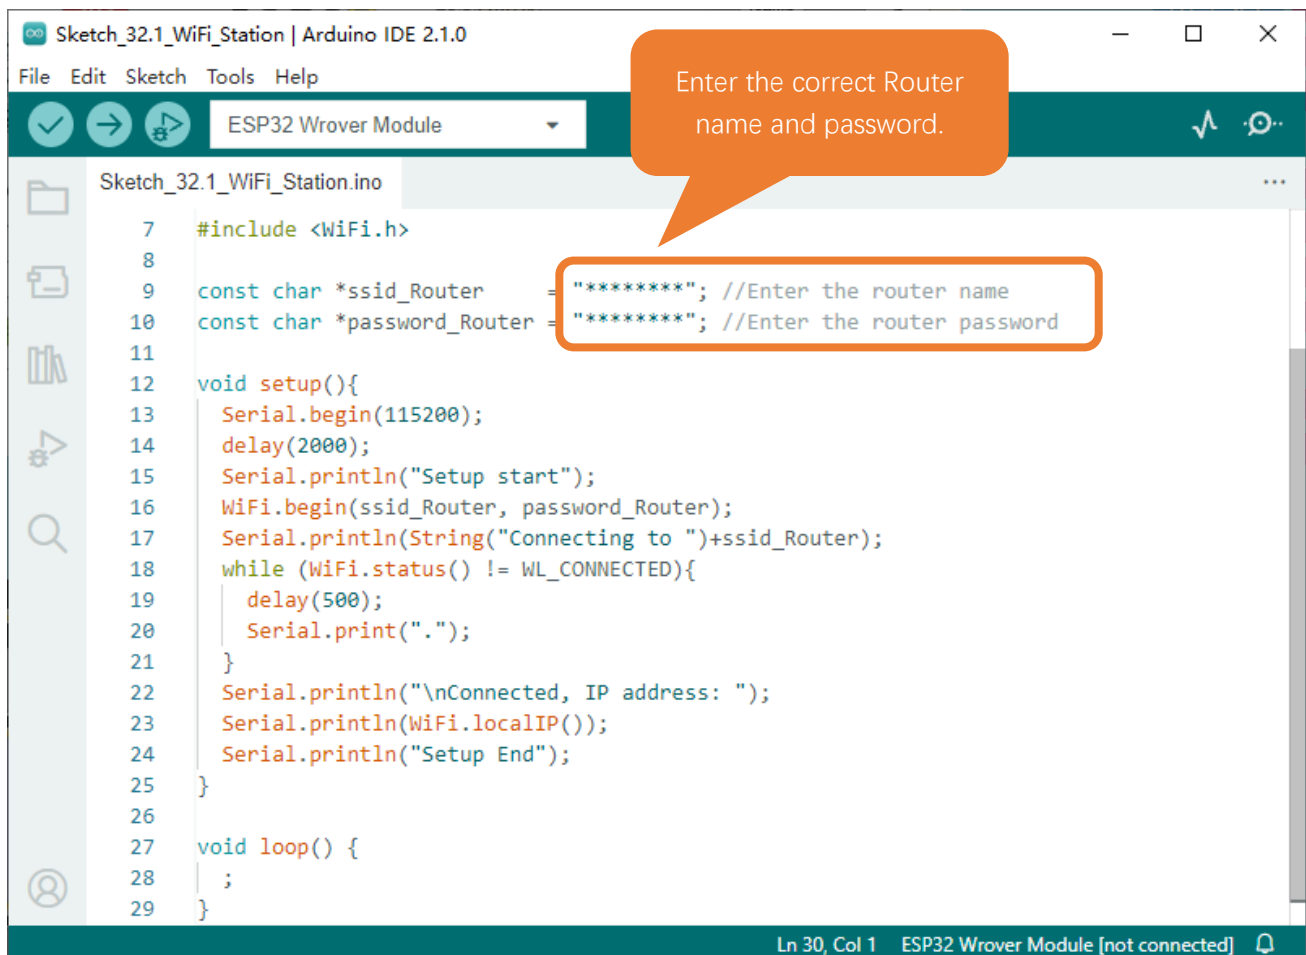 Sketch_32.1_WiFi_Station | Arduino IDE 2.1.0
File Edit Sketch Tools Help
Enter the correct Router
name and password.
ESP32 Wrover Module
Sketch_32.1_WiFi_Station.ino
7 #include <WiFi.h>
8
9 const char *ssid_Router     = "********"; //Enter the router name
10 const char *password_Router = "********"; //Enter the router password
11
12 void setup(){
13   Serial.begin(115200);
14   delay(2000);
15   Serial.println("Setup start");
16   WiFi.begin(ssid_Router, password_Router);
17   Serial.println(String("Connecting to ")+ssid_Router);
18   while (WiFi.status() != WL_CONNECTED){
19     delay(500);
20     Serial.print(".");
21   }
22   Serial.println("\nConnected, IP address: ");
23   Serial.println(WiFi.localIP());
24   Serial.println("Setup End");
25 }
26
27 void loop() {
28   ;
29 }
Ln 30, Col 1 ESP32 Wrover Module [not connected]